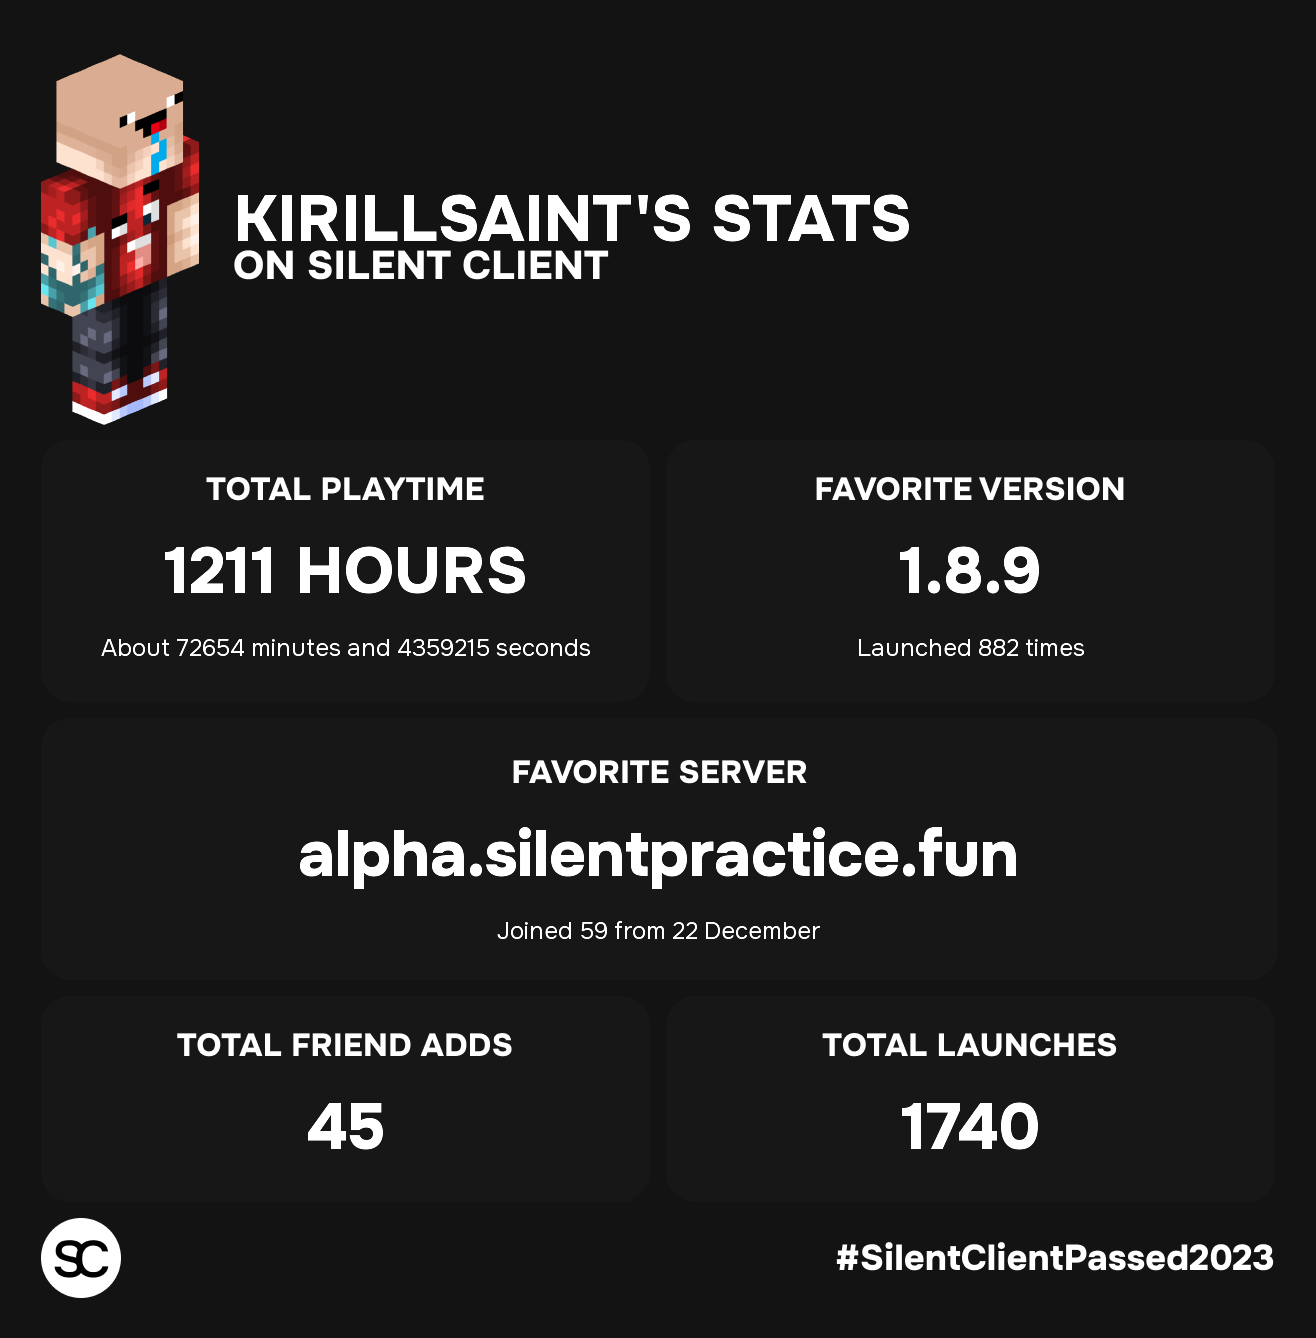 KIRILLSAINT'S STATS
ON SILENT CLIENT
TOTAL PLAYTIME
1211 HOURS
About 72654 minutes and 4359215 seconds
FAVORITE VERSION
1.8.9
Launched 882 times
FAVORITE SERVER
alpha.silentpractice.fun
Joined 59 from 22 December
TOTAL FRIEND ADDS
45
TOTAL LAUNCHES
1740
SC
#SilentClientPassed2023